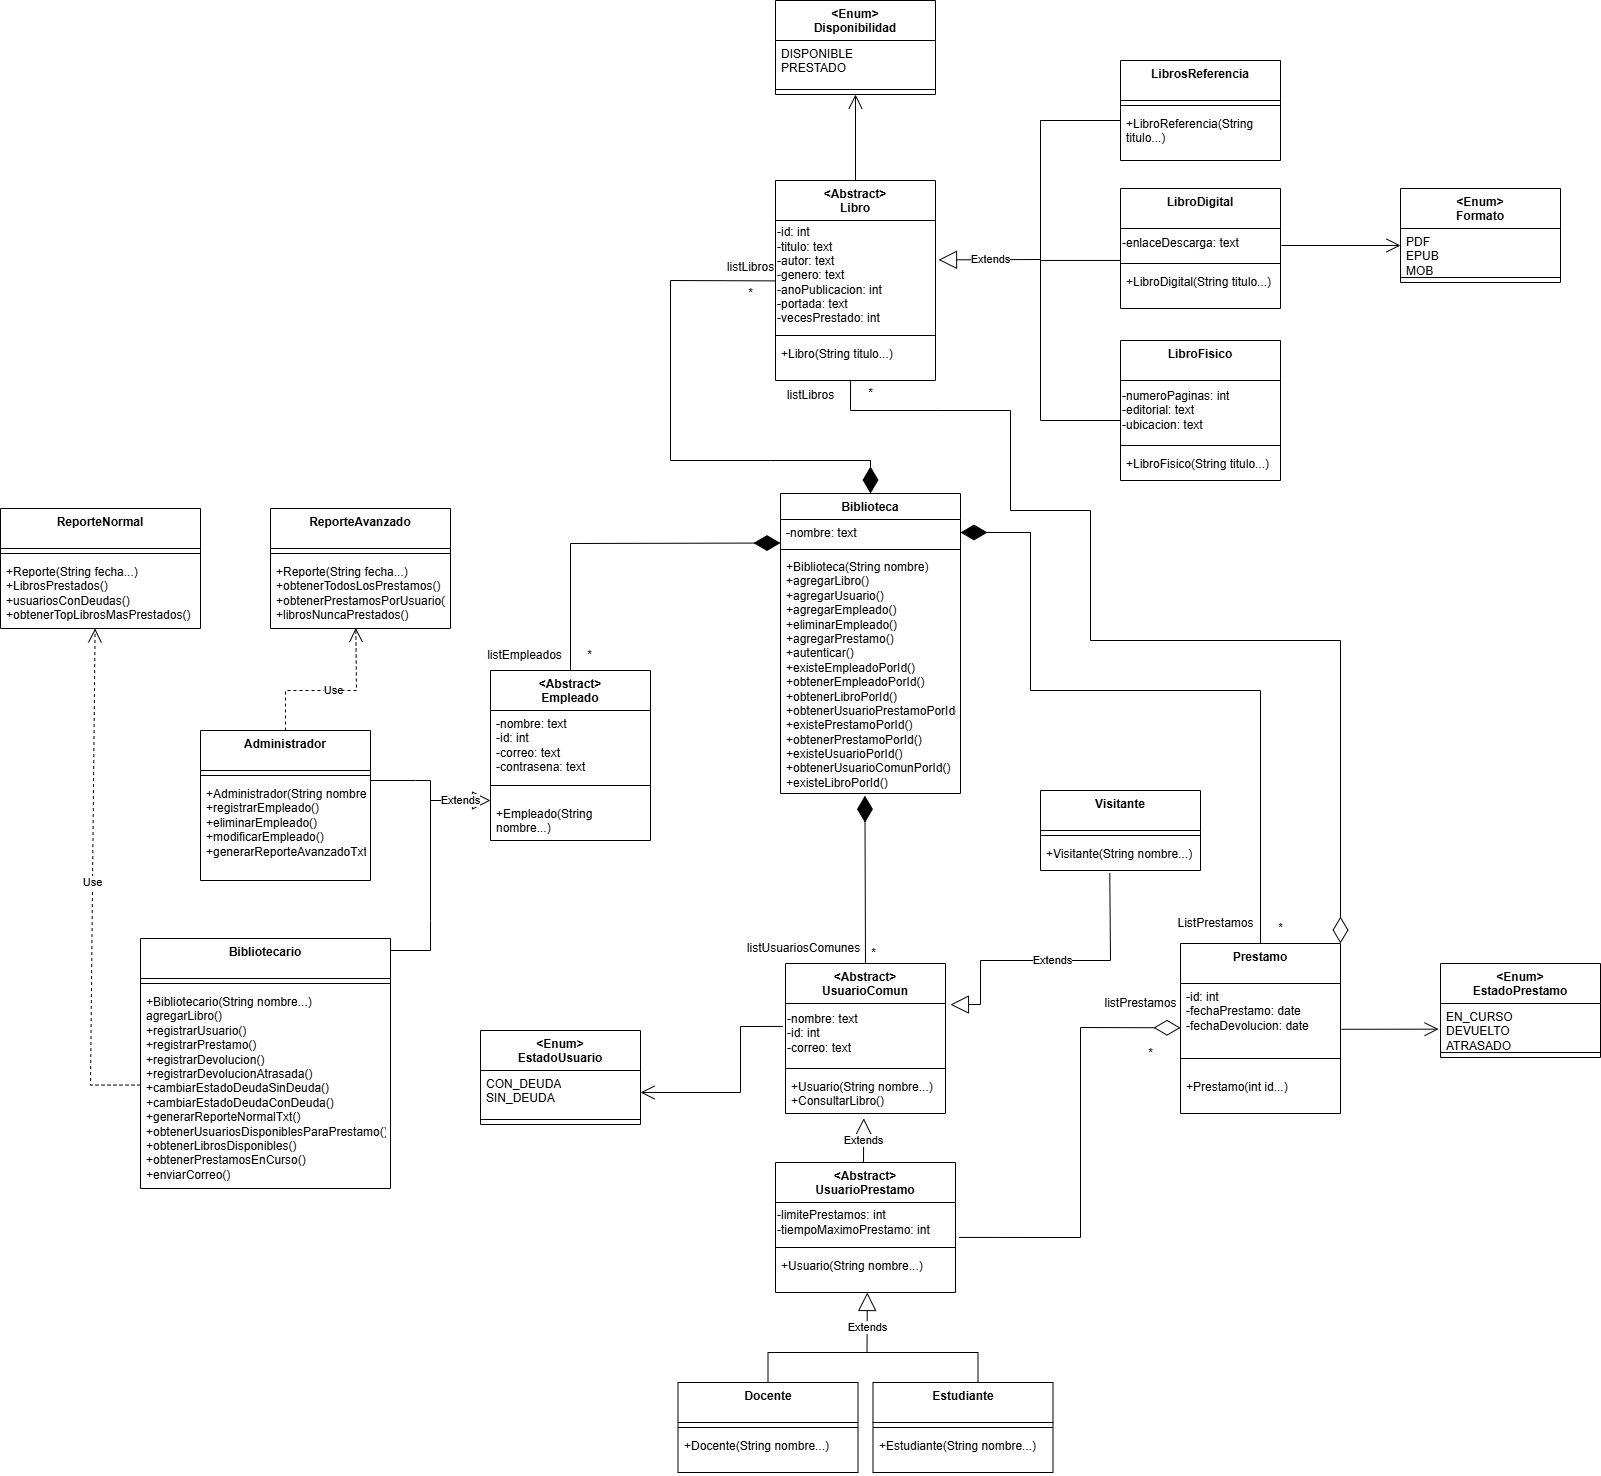 <Enum>
Disponibilidad
DISPONIBLE
PRESTADO
LibrosReferencia
+LibroReferencia(String
titulo...)
<Abstract>
Libro
-id: int
-titulo: text
-autor: text
-genero: text
-anoPublicacion: int
-portada: text
-vecesPrestado: int
+Libro(String titulo...)
listLibros
*
Extends
LibroDigital
-enlaceDescarga: text
+LibroDigital(String titulo...)
<Enum>
Formato
PDF
EPUB
MOB
LibroFisico
-numeroPaginas: int
-editorial: text
-ubicacion: text
+LibroFisico(String titulo...)
listLibros
*
ReporteNormal
+Reporte(String fecha...)
+LibrosPrestados()
+usuariosConDeudas()
+obtenerTopLibrosMasPrestados()
ReporteAvanzado
+Reporte(String fecha...)
+obtenerTodosLosPrestamos()
+obtenerPrestamosPorUsuario(
+librosNuncaPrestados()
Biblioteca
-nombre: text
+Biblioteca(String nombre)
+agregarLibro()
+agregarUsuario()
+agregarEmpleado()
+eliminarEmpleado()
+agregarPrestamo()
+autenticar()
+existeEmpleadoPorId()
+obtenerEmpleadoPorId()
+obtenerLibroPorId()
+obtenerUsuarioPrestamoPorId
+existePrestamoPorId()
+obtenerPrestamoPorId()
+existeUsuarioPorId()
+obtenerUsuarioComunPorId()
+existeLibroPorId()
listEmpleados
*
<Abstract>
Empleado
-nombre: text
-id: int
-correo: text
-contrasena: text
+Empleado(String
nombre...)
Use
Administrador
+Administrador(String nombre
+registrarEmpleado()
+eliminarEmpleado()
+modificarEmpleado()
+generarReporteAvanzadoTxt
Extends
Use
Visitante
+Visitante(String nombre...)
Bibliotecario
+Bibliotecario(String nombre...)
agregarLibro()
+registrarUsuario()
+registrarPrestamo()
+registrarDevolucion()
+registrarDevolucionAtrasada()
+cambiarEstadoDeudaSinDeuda()
+cambiarEstadoDeudaConDeuda()
+generarReporteNormalTxt()
+obtenerUsuariosDisponiblesParaPrestamo()
+obtenerLibrosDisponibles()
+obtenerPrestamosEnCurso()
+enviarCorreo()
listUsuariosComunes
*
Extends
ListPrestamos
*
<Abstract>
UsuarioComun
-nombre: text
-id: int
-correo: text
+Usuario(String nombre...)
+ConsultarLibro()
Prestamo
-id: int
-fechaPrestamo: date
-fechaDevolucion: date
+Prestamo(int id...)
listPrestamos
*
<Enum>
EstadoPrestamo
EN_CURSO
DEVUELTO
ATRASADO
<Enum>
EstadoUsuario
CON_DEUDA
SIN_DEUDA
Extends
<Abstract>
UsuarioPrestamo
-limitePrestamos: int
-tiempoMaximoPrestamo: int
+Usuario(String nombre...)
Extends
Docente
+Docente(String nombre...)
Estudiante
+Estudiante(String nombre...)